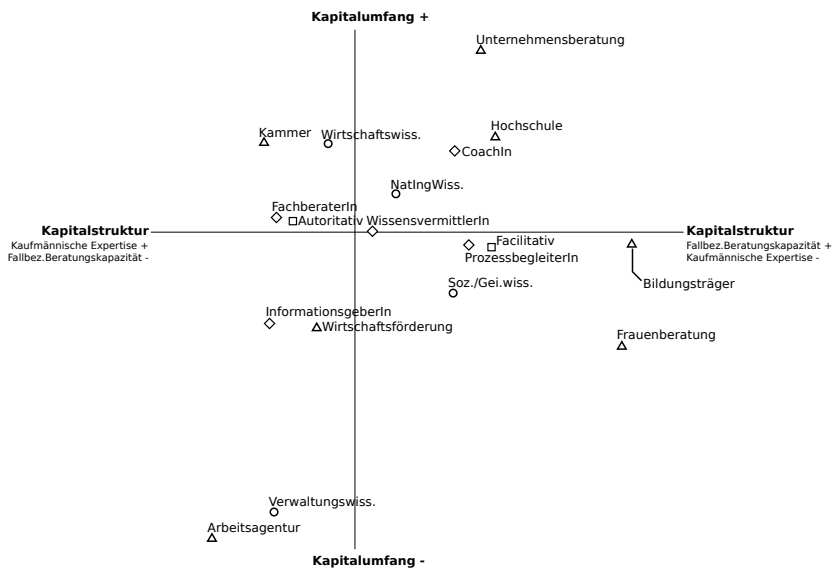 Kapitalumfang +
Unternehmensberatung
Hochschule
Kammer
Wirtschaftswiss.
CoachIn
NatIngWiss.
FachberaterIn
Autoritativ
WissensvermittlerIn
Kapitalstruktur
Kaufmännische Expertise +
Fallbez.Beratungskapazität -
Kapitalstruktur
Fallbez.Beratungskapazität +
Kaufmännische Expertise -
Facilitativ
ProzessbegleiterIn
Soz./Gei.wiss.
Bildungsträger
InformationsgeberIn
Wirtschaftsförderung
Frauenberatung
Verwaltungswiss.
Arbeitsagentur
Kapitalumfang -